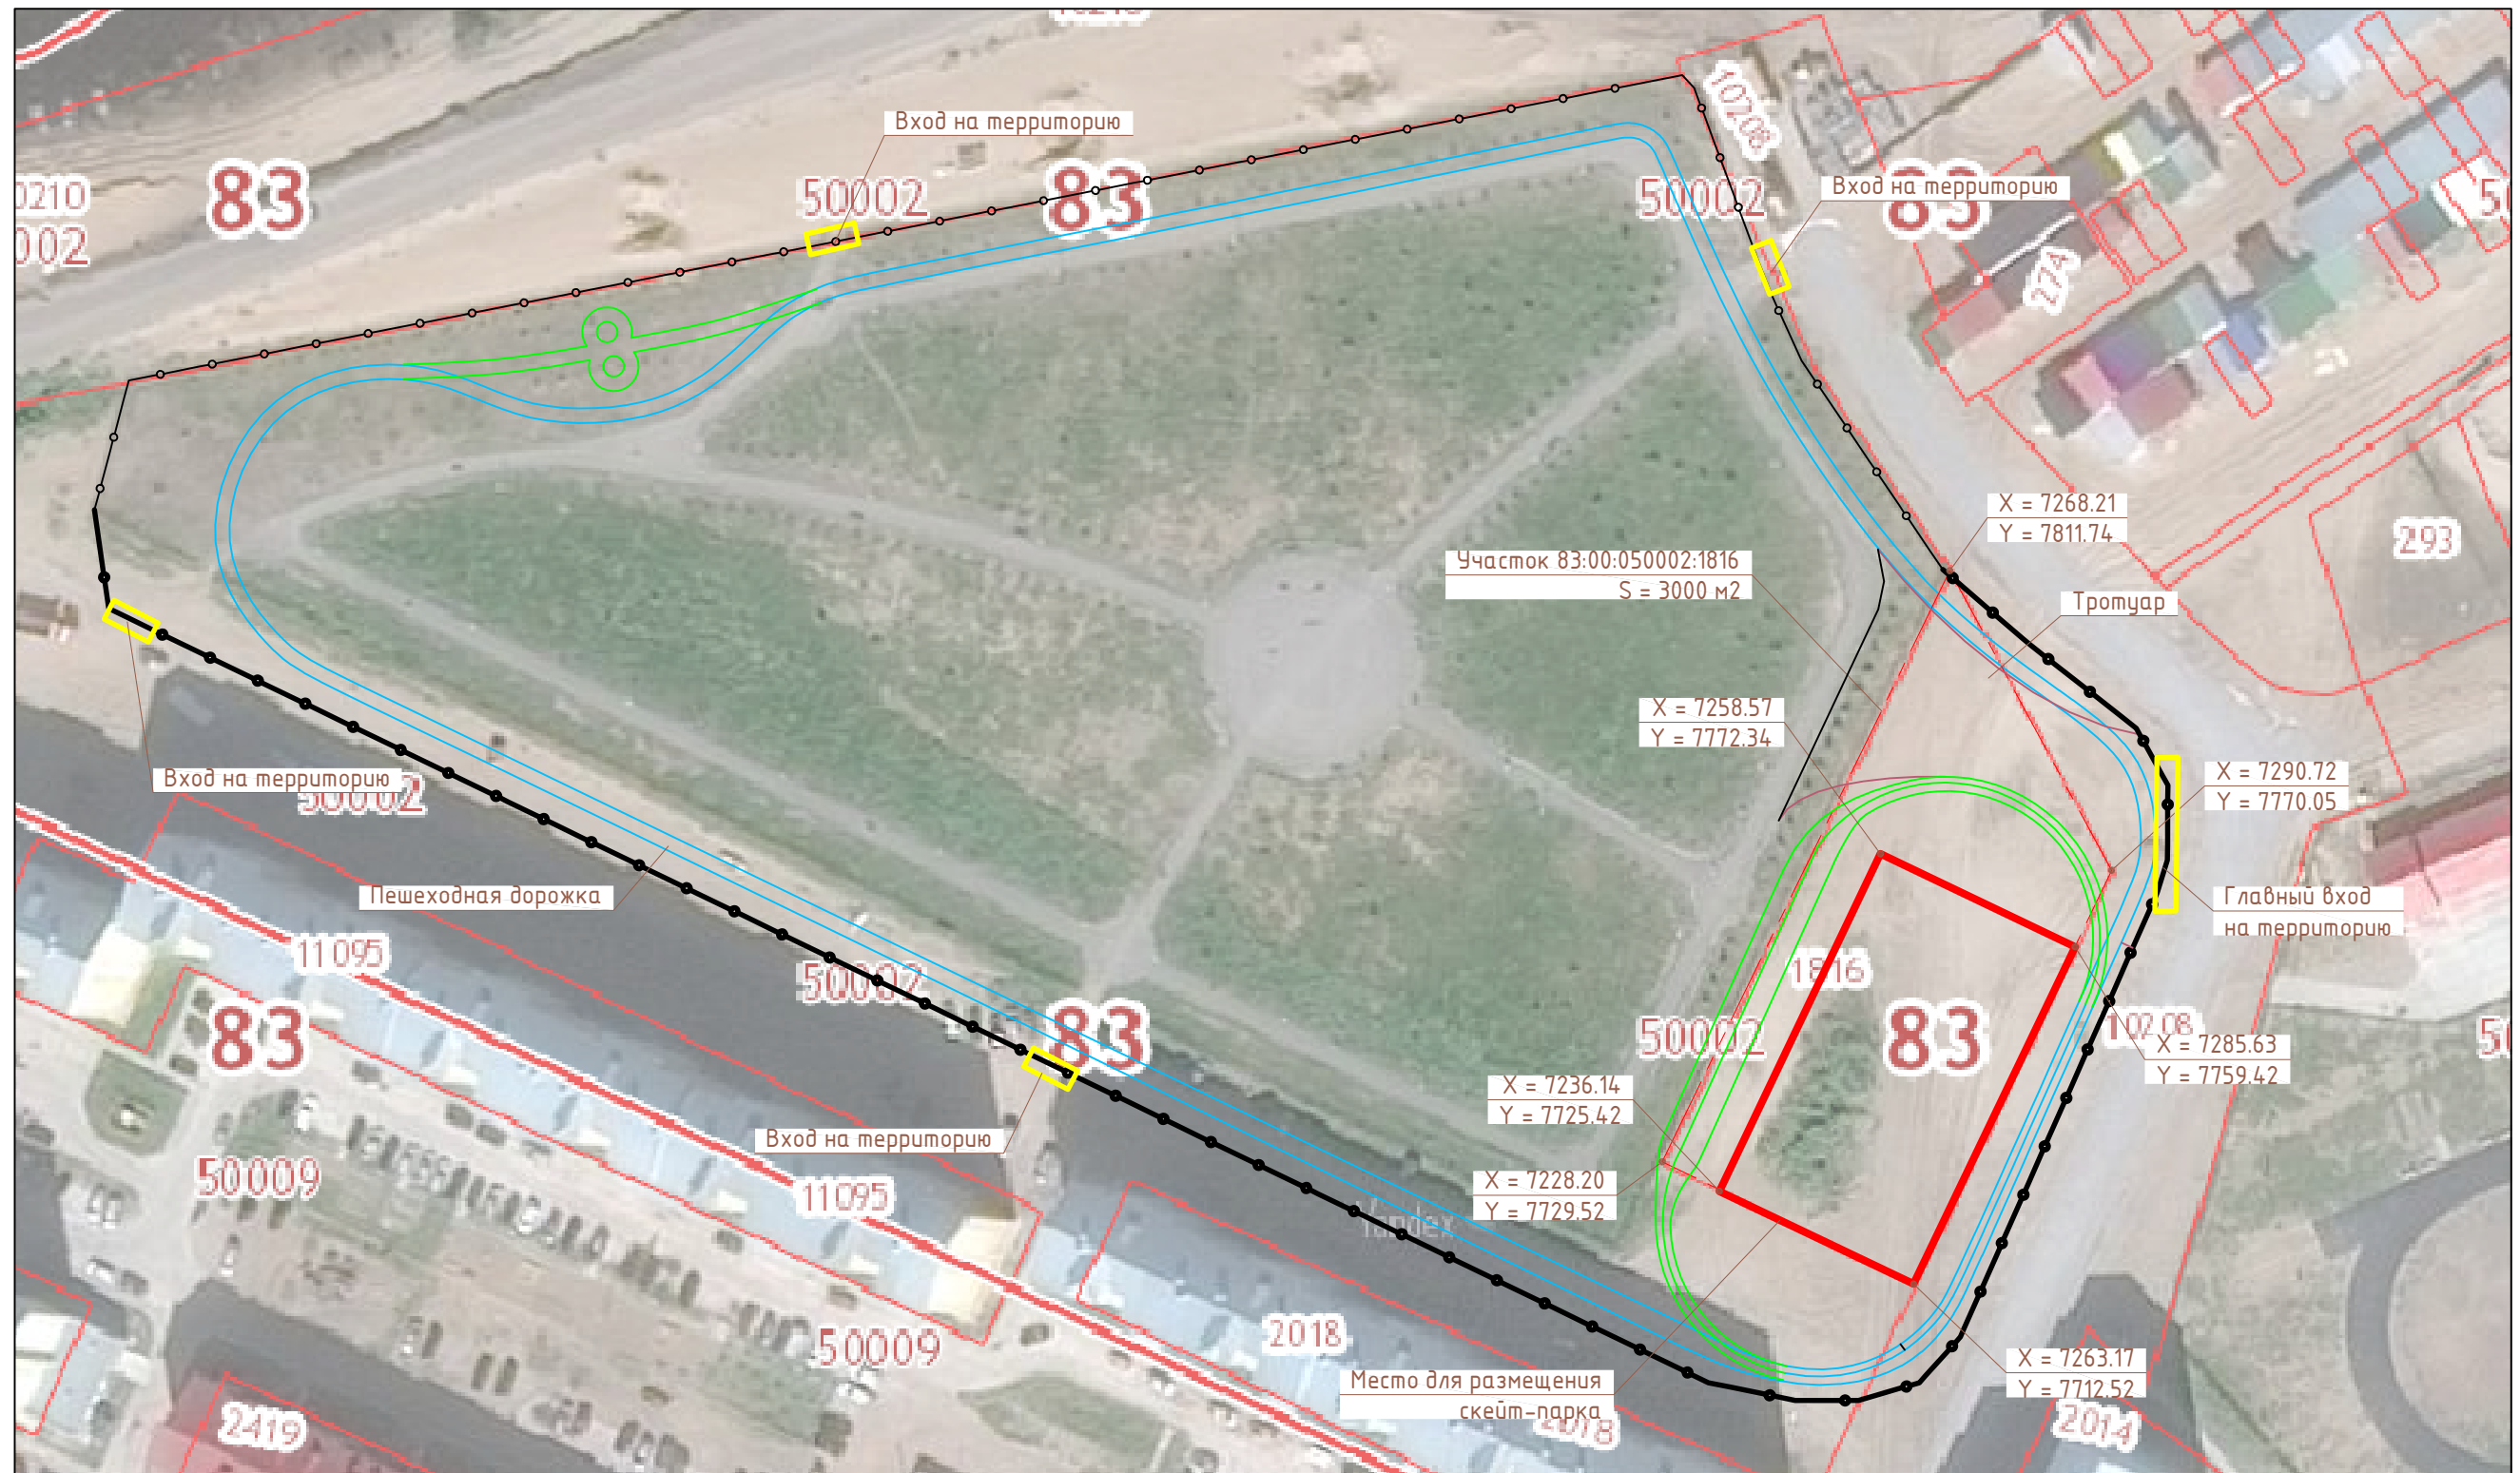 10208
Вход на территорию
0210
002
83
50002
83
50002
Вход на территорию
83
274
X = 7268.21
Y = 7811.74
293
Участок 83:00:050002:1816
S = 3000 м2
Тротуар
X = 7258.57
Y = 7772.34
X = 7290.72
Y = 7770.05
Вход на территорию
50002
Пешеходная дорожка
Главный вход
на территорию
11095
50002
1816
83
83
50002
83
10208
X = 7285.63
Y = 7759.42
X = 7236.14
Y = 7725.42
Вход на территорию
50009
11095
X = 7228.20
Y = 7729.52
Yandex
2018
50009
X = 7263.17
Y = 7712.52
Место для размещения
скейт-парка
2018
2419
2014